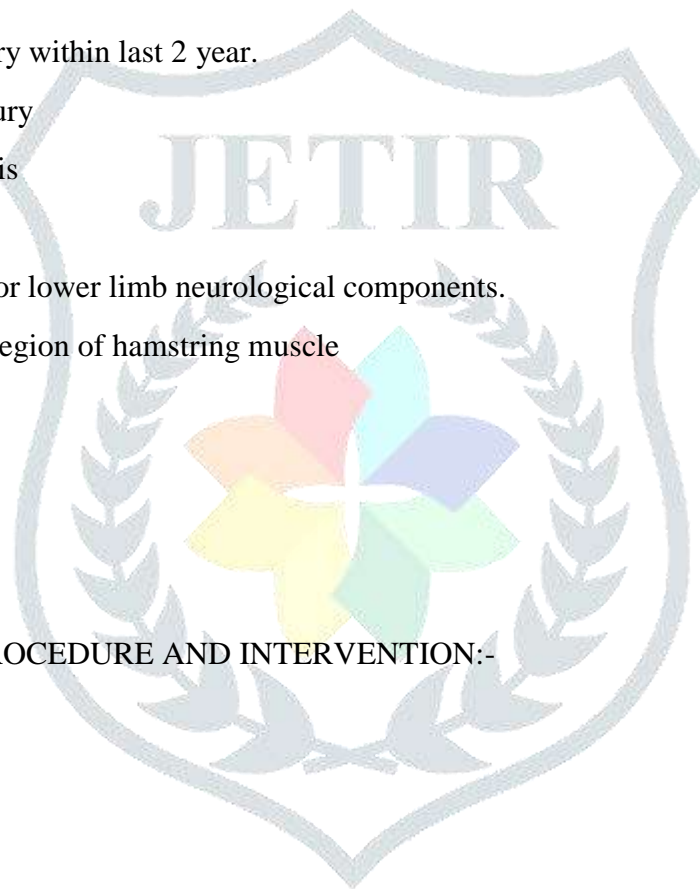 ry within last 2 year.
ury
JETIR
is
or lower limb neurological components.
egion of hamstring muscle
ROCEDURE AND INTERVENTION:-